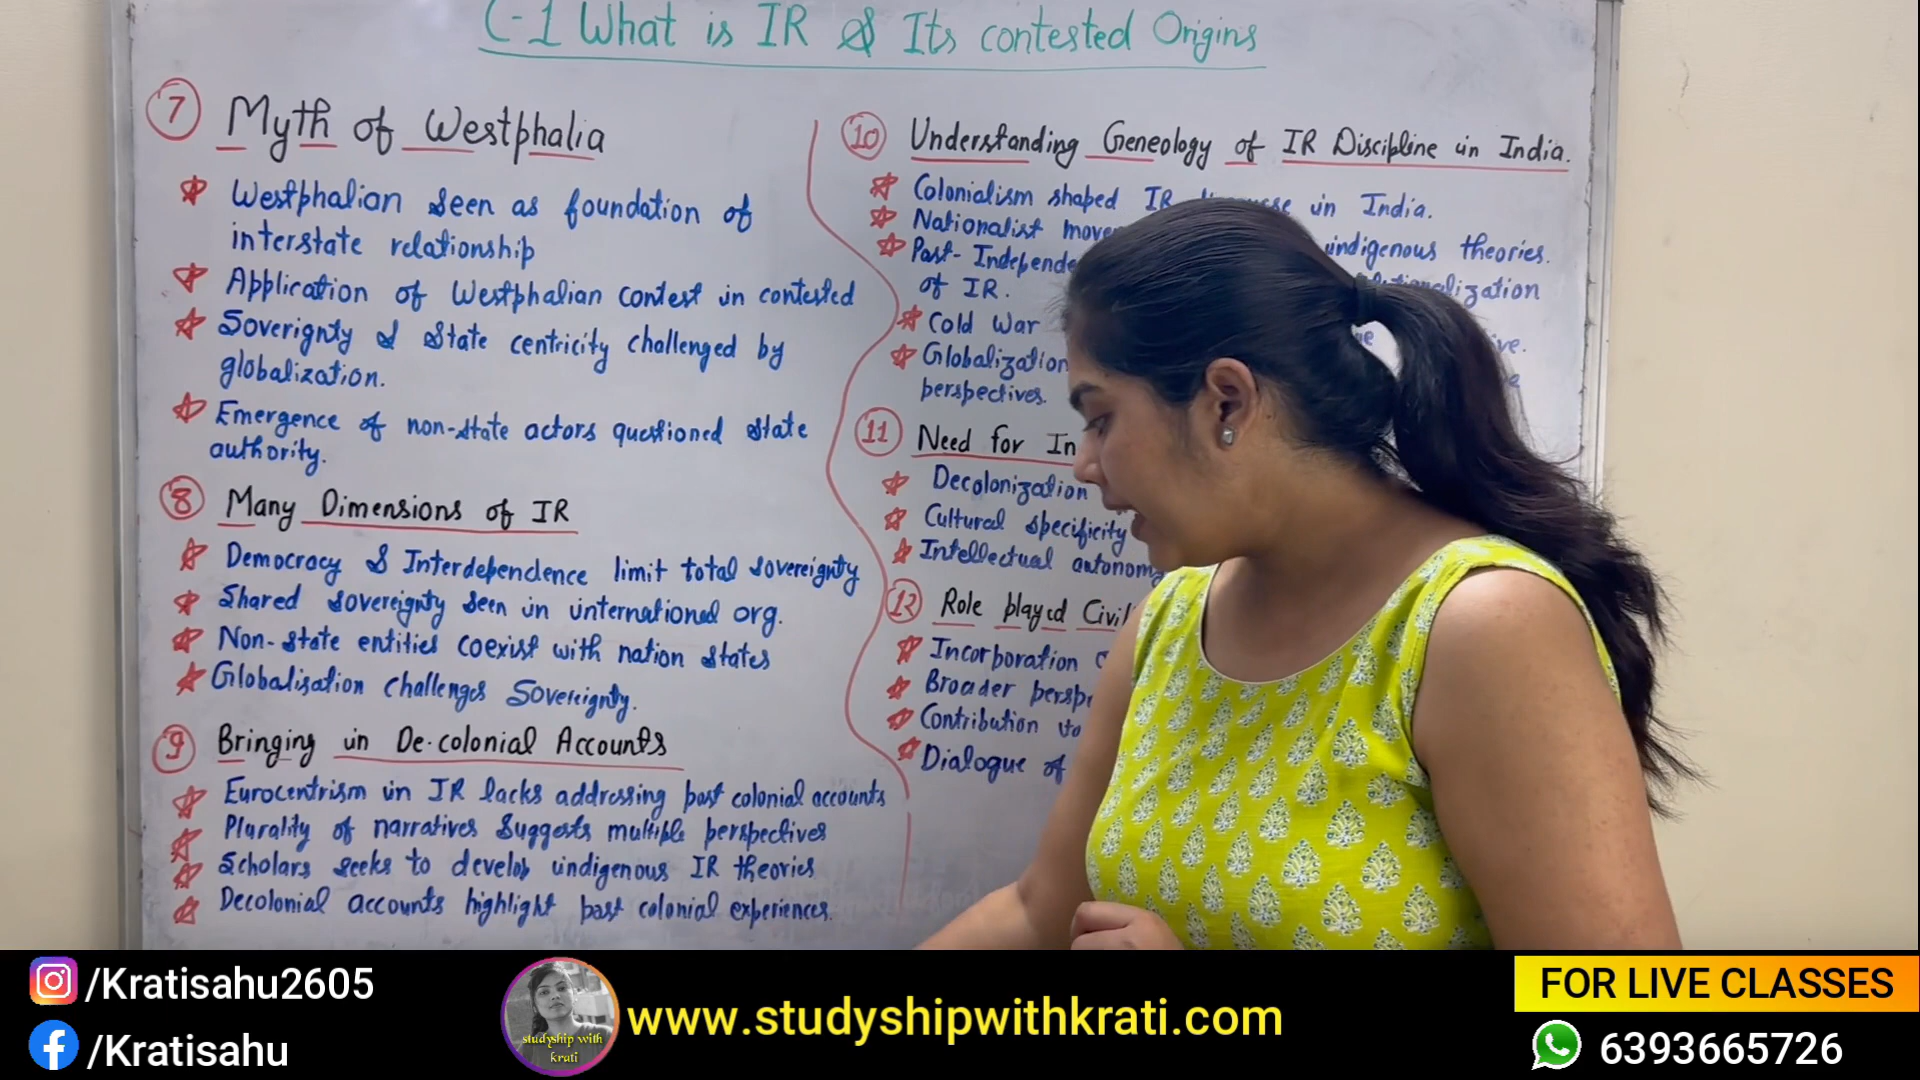 C-1 What is IR & Its contested Origins
7 Myth of Westphalia
Westphalian seen as foundation of
interstate relationship
Application of Westphalian contest in contested
Soverignty & State centricity challenged by
globalization.
Emergence of non-state actors questioned state
authority.
8 Many Dimensions of IR
Democracy & Interdependence limit total sovereignty
Shared sovereignty seen in international org.
Non-state entities coexist with nation states
Globalisation challenges Sovereignty.
9 Bringing in De-colonial Accounts
Eurocentrism in IR lacks addressing past colonial accounts
Plurality of narratives suggests multiple perspectives
Scholars seeks to develop indigenous IR theories
Decolonial accounts highlight past colonial experiences.
10 Understanding Geneology of IR Discipline in India.
Colonialism shaped IR in India.
Nationalist indigenous theories.
Past-
of IR.
Cold War
Globalization
perspectives.
11 Need for
Decolonization
Cultural specificity
Intellectual
12 Role played
Incorporation
Broader
Contribution to
Dialogue of
/Kratisahu2605
/Kratisahu
studyship with
krati
www.studyshipwithkrati.com
FOR LIVE CLASSES
6393665726